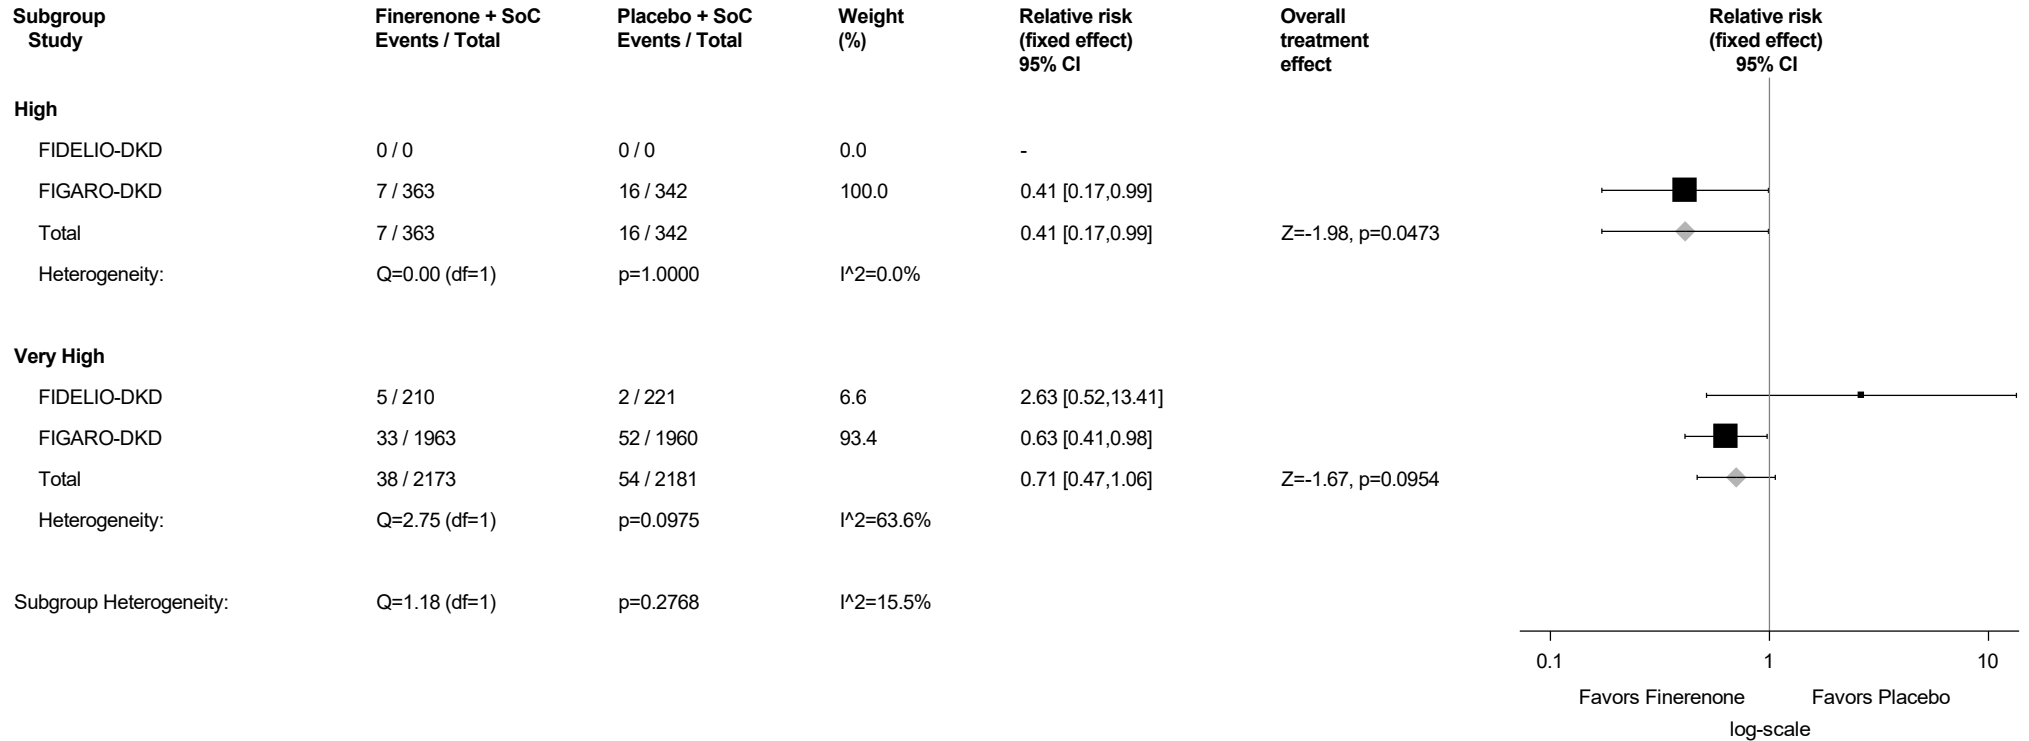 Subgroup Finerenone + SoC Placebo + SoC Weight Relative risk Overall Relative risk
Study Events / Total Events / Total (%) (fixed effect) treatment (fixed effect)
95% CI effect 95% CI
High
FIDELIO-DKD 0 / 0 0 / 0 0.0 -
FIGARO-DKD 7 / 363 16 / 342 100.0 0.41 [0.17,0.99]
Total 7 / 363 16 / 342 0.41 [0.17,0.99] Z=-1.98, p=0.0473
Heterogeneity: Q=0.00 (df=1) p=1.0000 I^2=0.0%
Very High
FIDELIO-DKD 5 / 210 2 / 221 6.6 2.63 [0.52,13.41]
FIGARO-DKD 33 / 1963 52 / 1960 93.4 0.63 [0.41,0.98]
Total 38 / 2173 54 / 2181 0.71 [0.47,1.06] Z=-1.67, p=0.0954
Heterogeneity: Q=2.75 (df=1) p=0.0975 I^2=63.6%
Subgroup Heterogeneity: Q=1.18 (df=1) p=0.2768 I^2=15.5%
0.1 1 10
Favors Finerenone Favors Placebo
log-scale